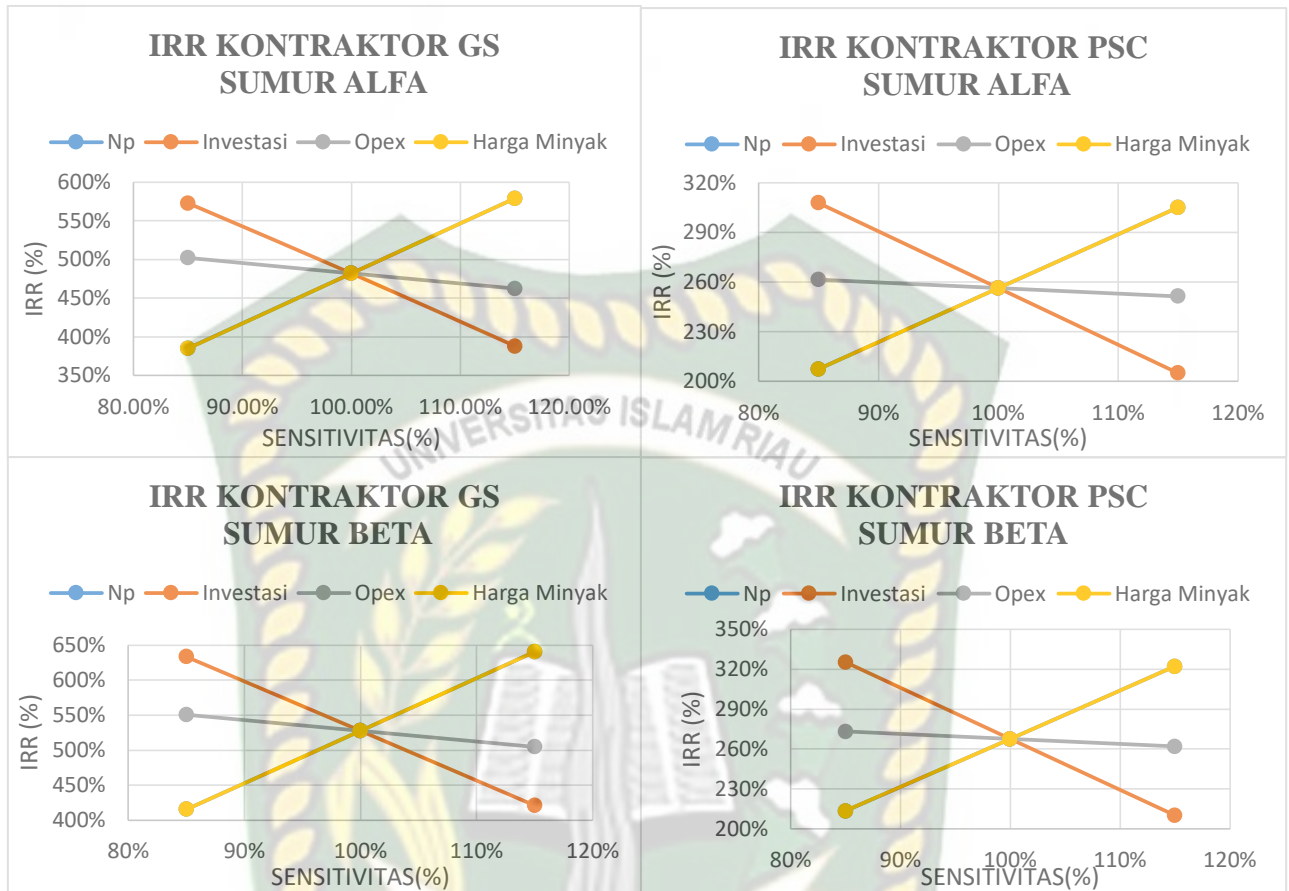 IRR KONTRAKTOR GS
SUMUR ALFA
Np Investasi Opex Harga Minyak
600%
550%
500%
450%
400%
350%
80.00% 90.00% 100.00% 110.00% 120.00%
IRR (%)
SENSITIVITAS(%)
IRR KONTRAKTOR PSC
SUMUR ALFA
Np Investasi Opex Harga Minyak
320%
290%
260%
230%
200%
80% 90% 100% 110% 120%
IRR (%)
SENSITIVITAS(%)
UNIVERSITAS ISLAM RIAU
IRR KONTRAKTOR GS
SUMUR BETA
Np Investasi Opex Harga Minyak
650%
600%
550%
500%
450%
400%
80% 90% 100% 110% 120%
IRR (%)
SENSITIVITAS(%)
IRR KONTRAKTOR PSC
SUMUR BETA
Np Investasi Opex Harga Minyak
350%
320%
290%
260%
230%
200%
80% 90% 100% 110% 120%
IRR (%)
SENSITIVITAS(%)